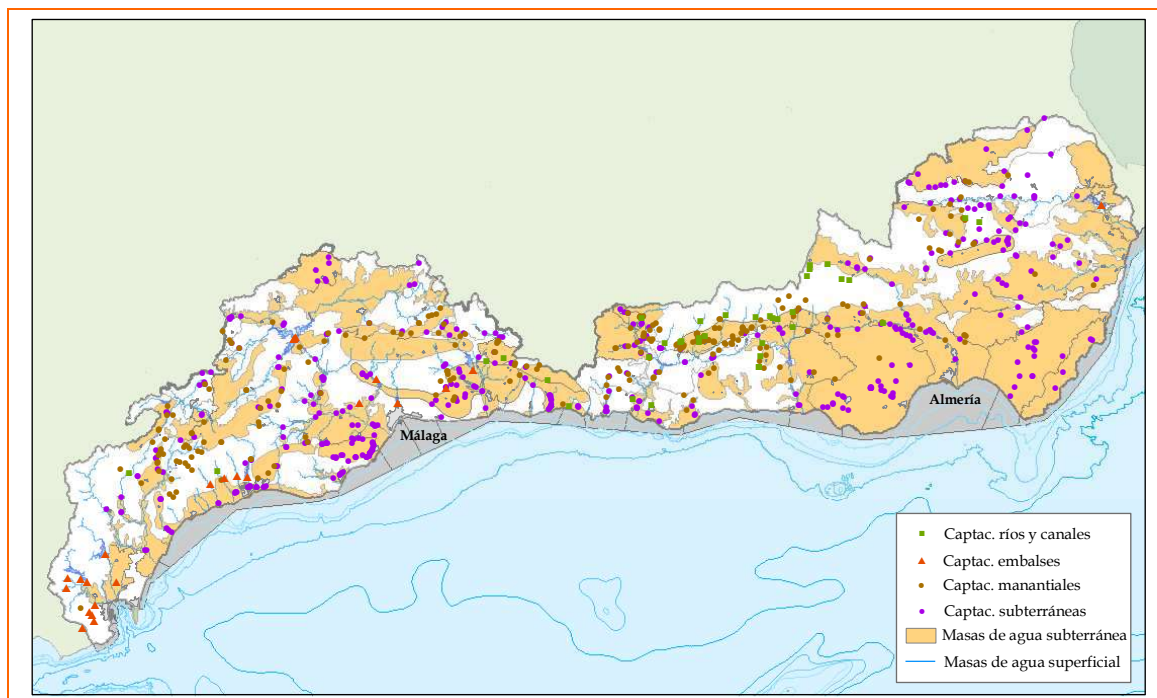 Almería
Málaga
Captac. ríos y canales
Captac. embalses
Captac. manantiales
Captac. subterráneas
Masas de agua subterránea
Masas de agua superficial